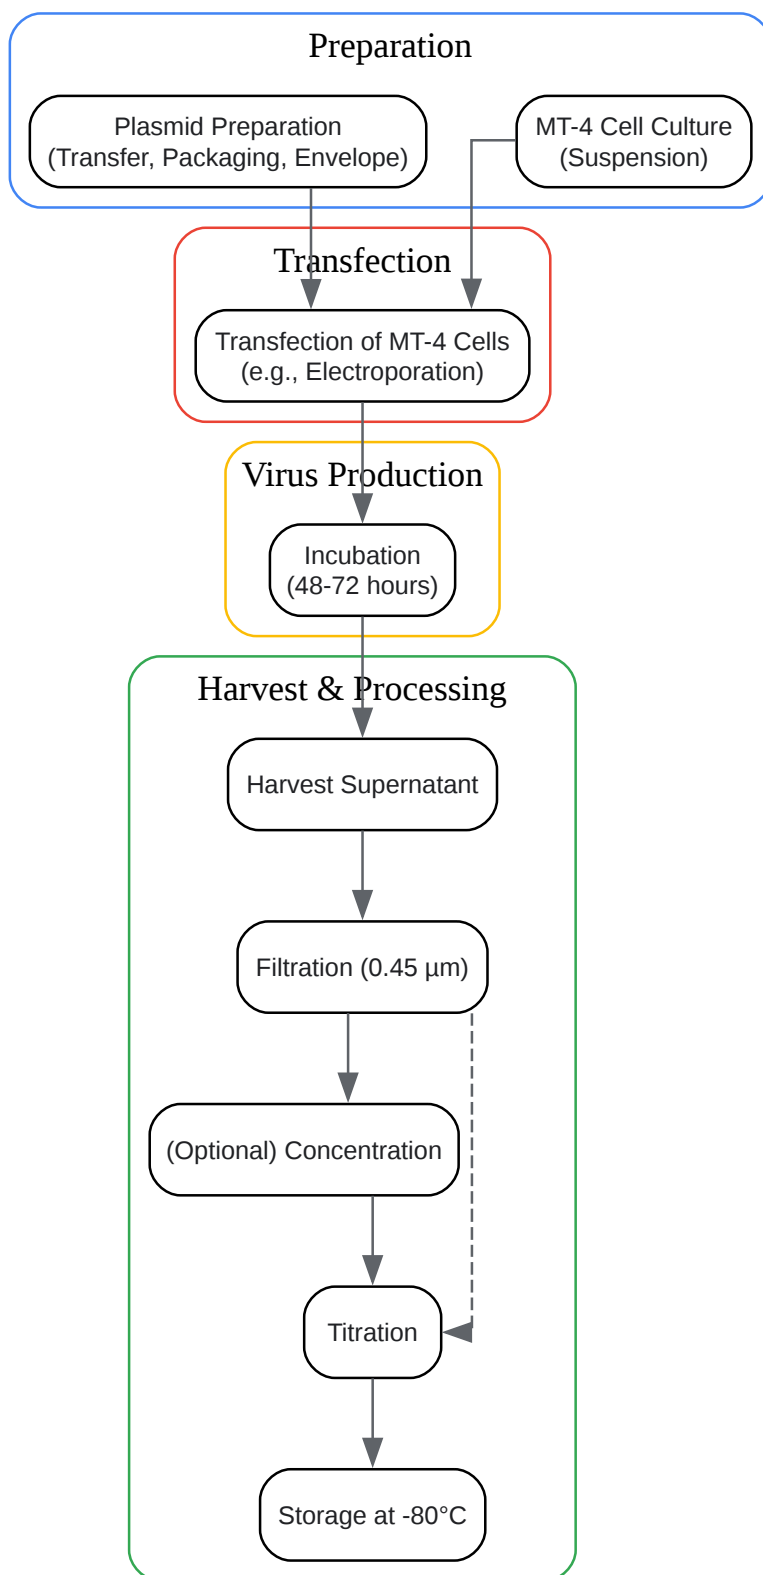 Preparation
Plasmid Preparation
(Transfer, Packaging, Envelope)
MT-4 Cell Culture
(Suspension)
Transfection
Transfection of MT-4 Cells
(e.g., Electroporation)
Virus Production
Incubation
(48-72 hours)
Harvest & Processing
Harvest Supernatant
Filtration (0.45 µm)
(Optional) Concentration
Titration
Storage at -80°C